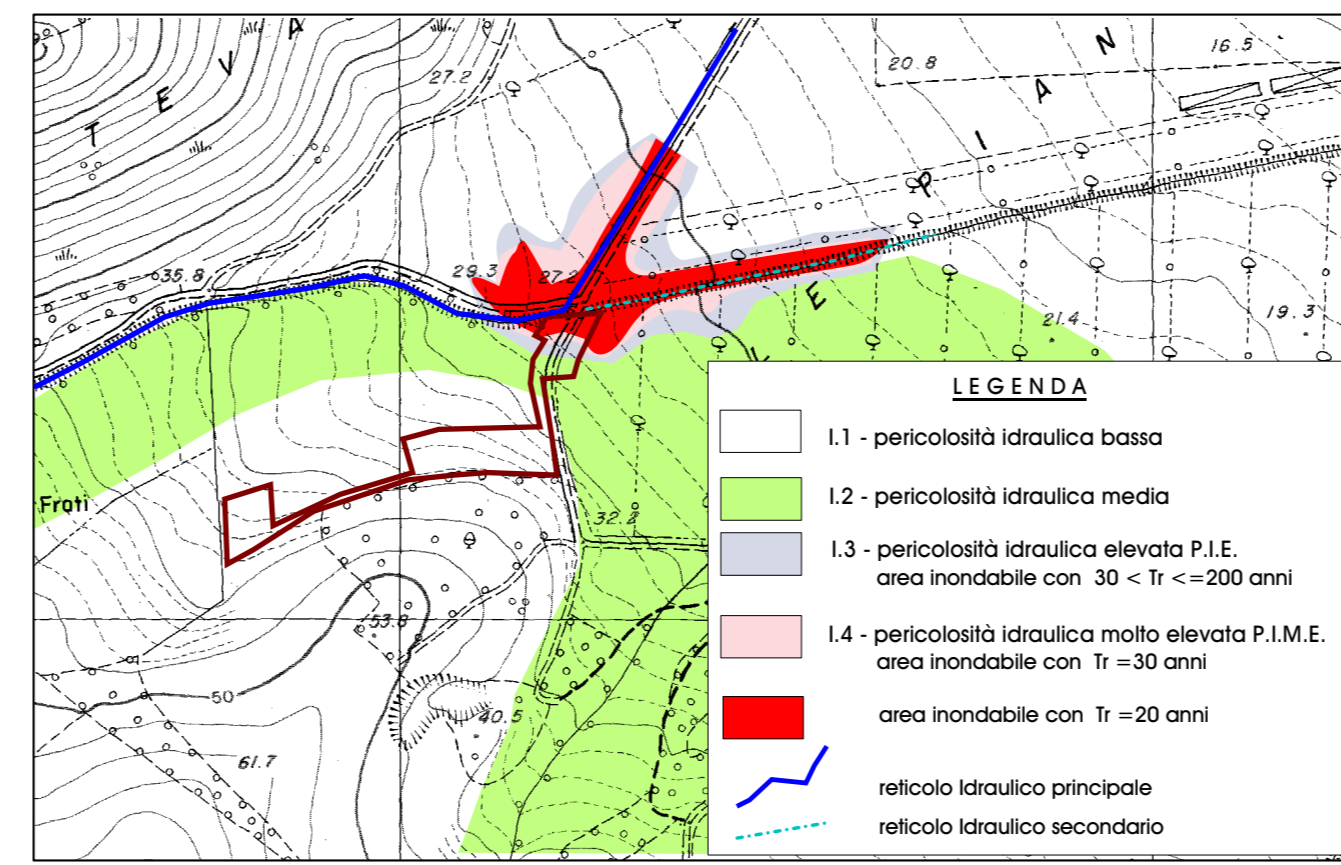 T E V A
27.2
20.8
16.5
P I A N
35.8
29.3
27.2
E
21.4
19.3
Frati
32.2
53.8
50
40.5
61.7
LEGENDA
I.1 - pericolosità idraulica bassa
I.2 - pericolosità idraulica media
I.3 - pericolosità idraulica elevata P.I.E.
area inondabile con 30 < Tr <=200 anni
I.4 - pericolosità idraulica molto elevata P.I.M.E.
area inondabile con Tr =30 anni
area inondabile con Tr =20 anni
reticolo Idraulico principale
reticolo Idraulico secondario